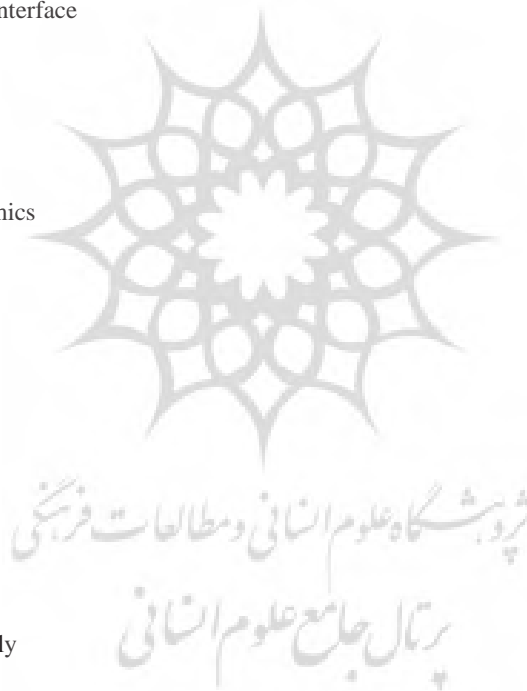 nterface
nics
پژوهشگاه علوم انسانی و مطالعات فرهنگی
پرتال جامع علوم انسانی
ly